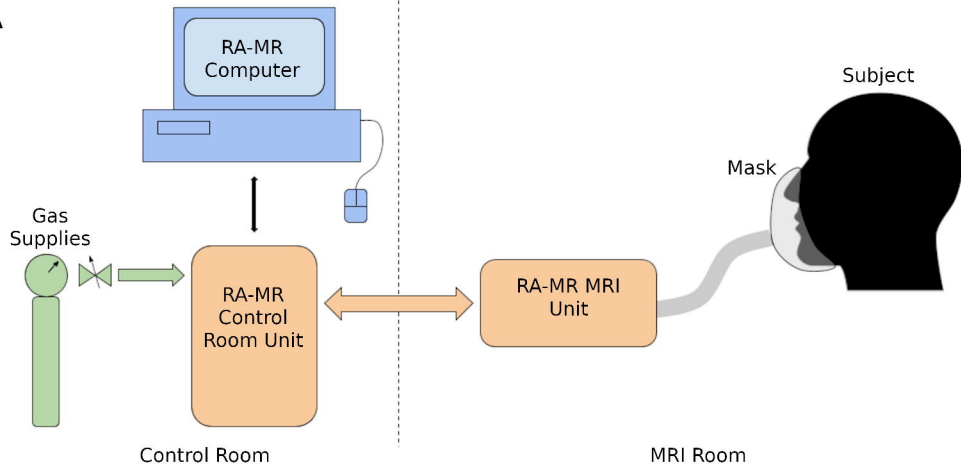 RA-MR
Computer
Subject
Mask
Gas
Supplies
RA-MR
Control
Room Unit
RA-MR MRI
Unit
Control Room
MRI Room